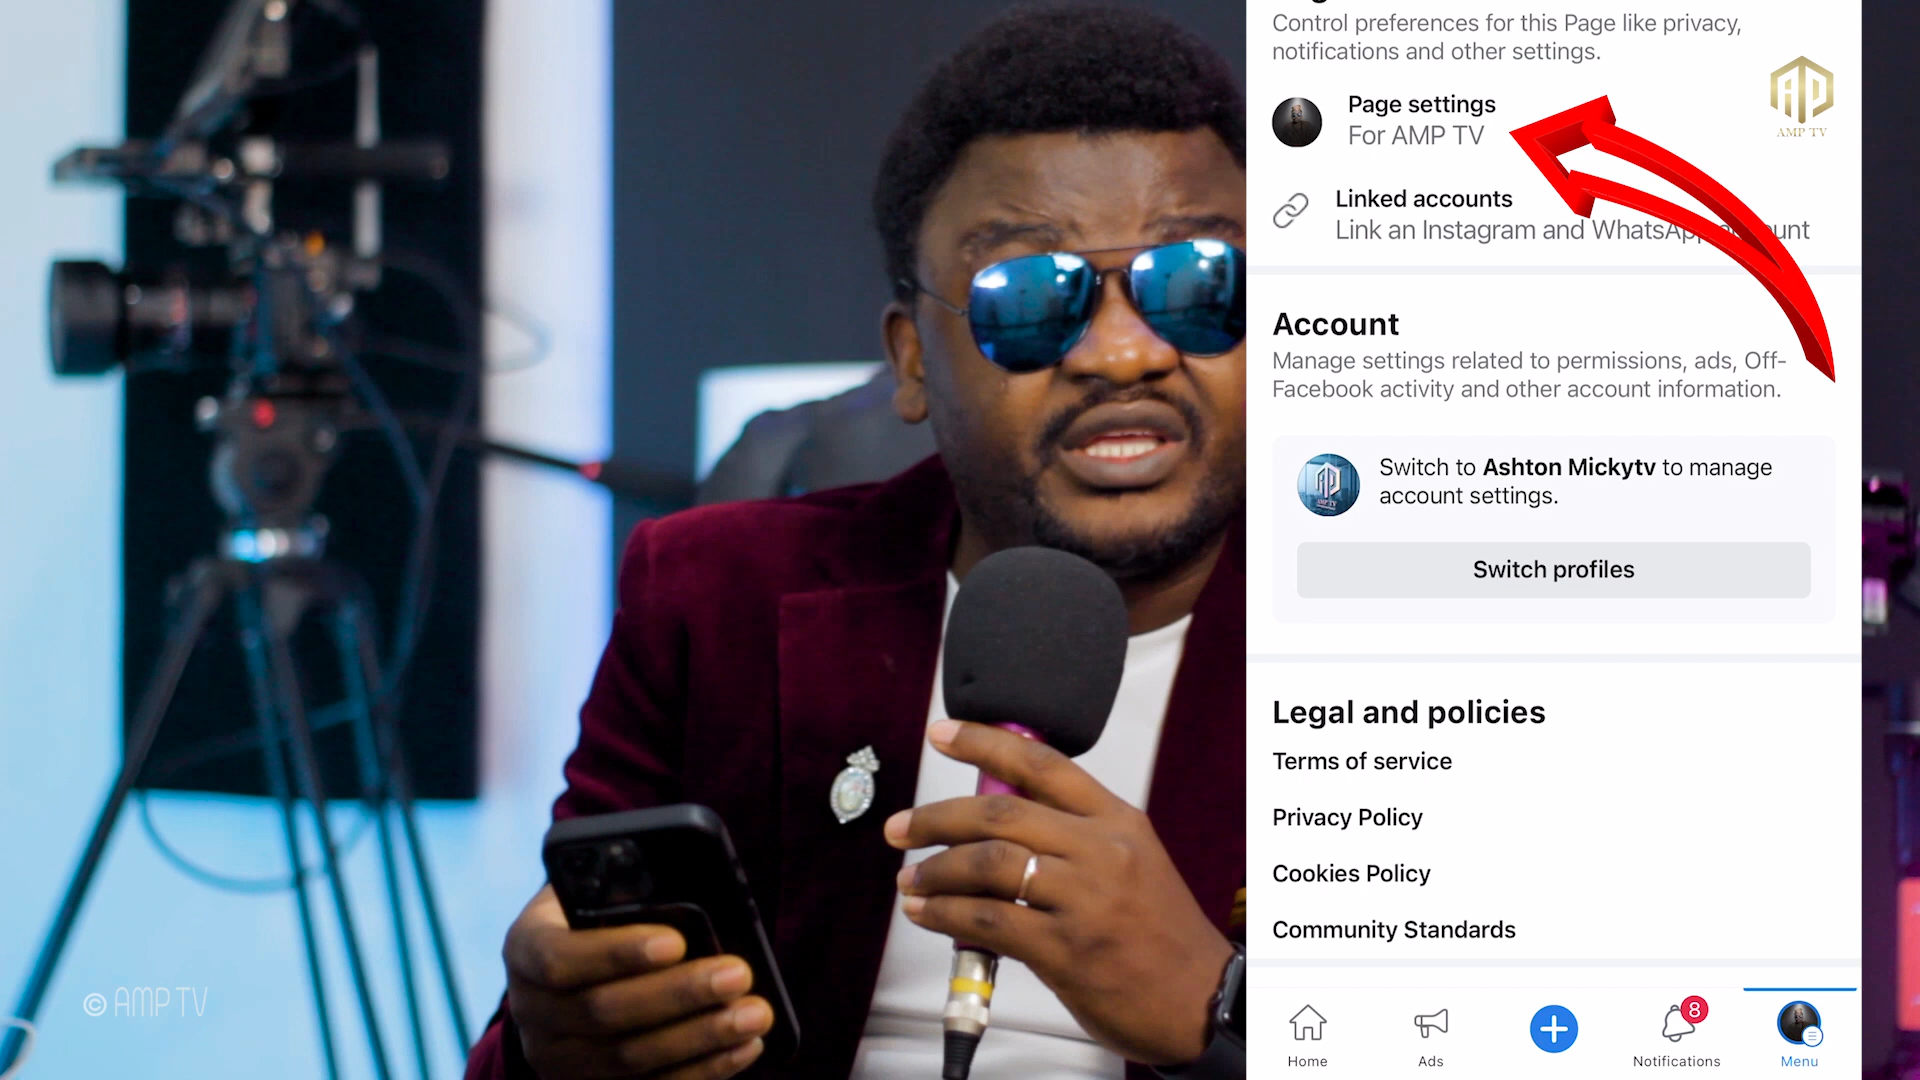 Control preferences for this Page like privacy,
notifications and other settings.
Page settings
For AMP TV
AMP TV
Linked accounts
Link an Instagram and
Account
Manage settings related to permissions, ads, Off-
Facebook activity and other account information.
Switch to Ashton Mickytv to manage
account settings.
Switch profiles
Legal and policies
Terms of service
Privacy Policy
Cookies Policy
Community Standards
8
Home
Ads
Notifications
Menu
© AMP TV